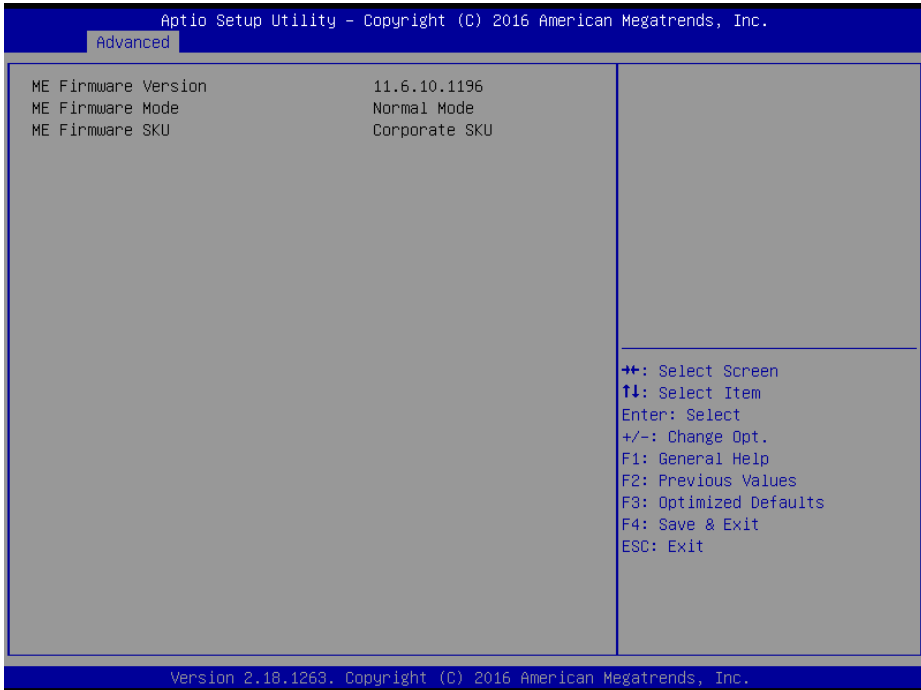 Aptio Setup Utility – Copyright (C) 2016 American Megatrends, Inc.
Advanced
ME Firmware Version 11.6.10.1196
ME Firmware Mode Normal Mode
ME Firmware SKU Corporate SKU
→←: Select Screen
↑↓: Select Item
Enter: Select
+/-: Change Opt.
F1: General Help
F2: Previous Values
F3: Optimized Defaults
F4: Save & Exit
ESC: Exit
Version 2.18.1263. Copyright (C) 2016 American Megatrends, Inc.